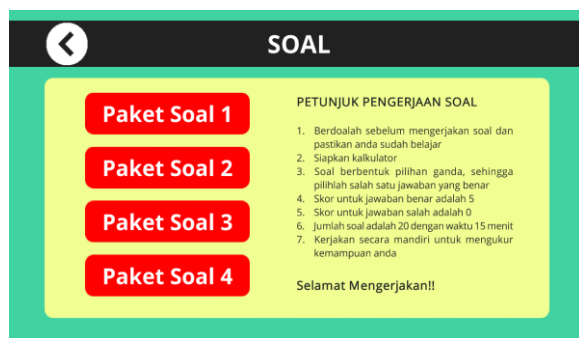 SOAL
Paket Soal 1
Paket Soal 2
Paket Soal 3
Paket Soal 4
PETUNJUK PENGERJAAN SOAL
1. Berdoalah sebelum mengerjakan soal dan
pastikan anda sudah belajar
2. Siapkan kalkulator
3. Soal berbentuk pilihan ganda, sehingga
pilihlah salah satu jawaban yang benar
4. Skor untuk jawaban benar adalah 5
5. Skor untuk jawaban salah adalah 0
6. Jumlah soal adalah 20 dengan waktu 15 menit
7. Kerjakan secara mandiri untuk mengukur
kemampuan anda
Selamat Mengerjakan!!